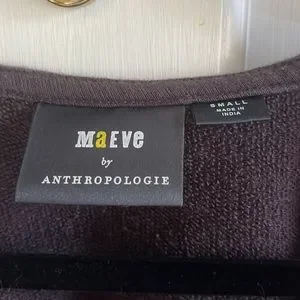 MaEve
by
ANTHROPOLOGIE
SMALL
MADE IN
INDIA